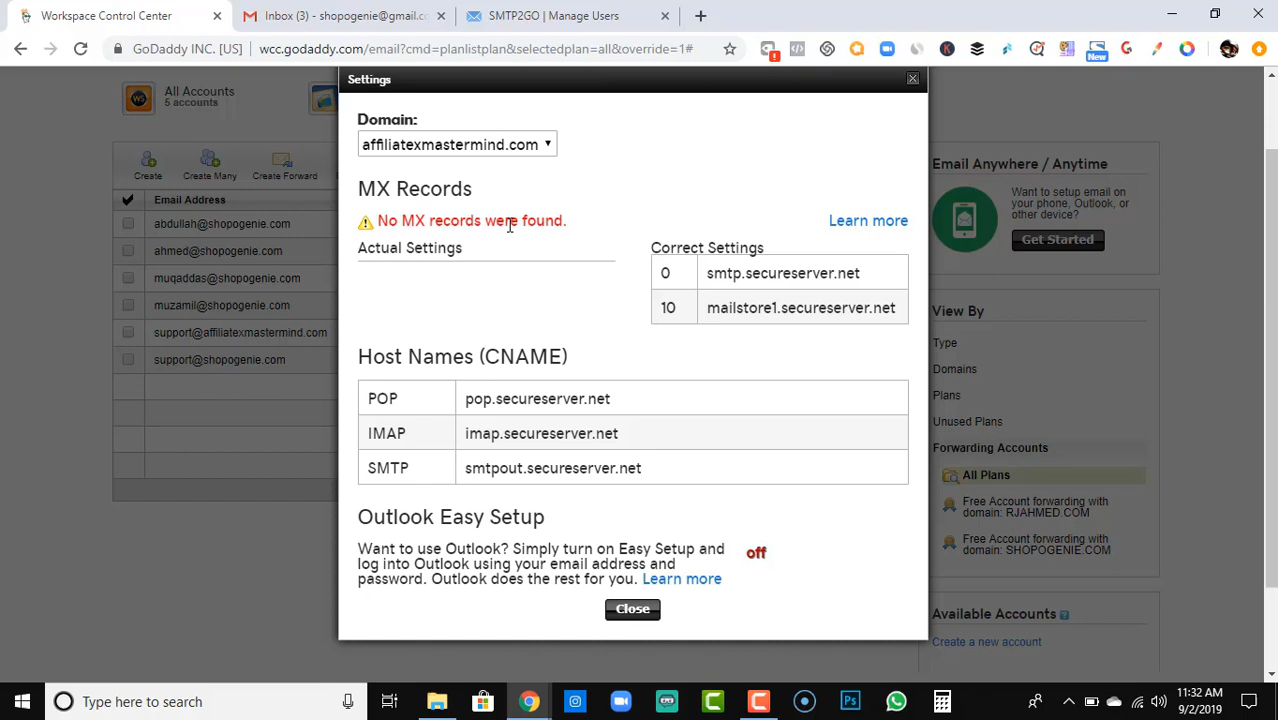 Workspace Control Center
Inbox (3) - shopogenie@gmail.co
SMTP2GO | Manage Users
GoDaddy INC. [US] | wcc.godaddy.com/email?cmd=planlistplan&selectedplan=all&override=1#
New
All Accounts
5 accounts
Create
Create Many
Create Forward
Email Address
abdullah@shopogenie.com
ahmed@shopogenie.com
muqaddas@shopogenie.com
muzamil@shopogenie.com
support@affiliatexmastermind.com
support@shopogenie.com
Settings
Domain:
affiliatexmastermind.com
MX Records
No MX records were found.
Learn more
Actual Settings
Correct Settings
0 smtp.secureserver.net
10 mailstore1.secureserver.net
Host Names (CNAME)
POP pop.secureserver.net
IMAP imap.secureserver.net
SMTP smtpout.secureserver.net
Outlook Easy Setup
Want to use Outlook? Simply turn on Easy Setup and
log into Outlook using your email address and
password. Outlook does the rest for you. Learn more
off
Close
Email Anywhere / Anytime
Want to setup email on
your phone, Outlook, or
other device?
Get Started
View By
Type
Domains
Plans
Unused Plans
Forwarding Accounts
All Plans
Free Account forwarding with
domain: RJAHMED.COM
Free Account forwarding with
domain: SHOPOGENIE.COM
Available Accounts ?
Create a new account
Type here to search
Ps
11:32 AM
9/2/2019